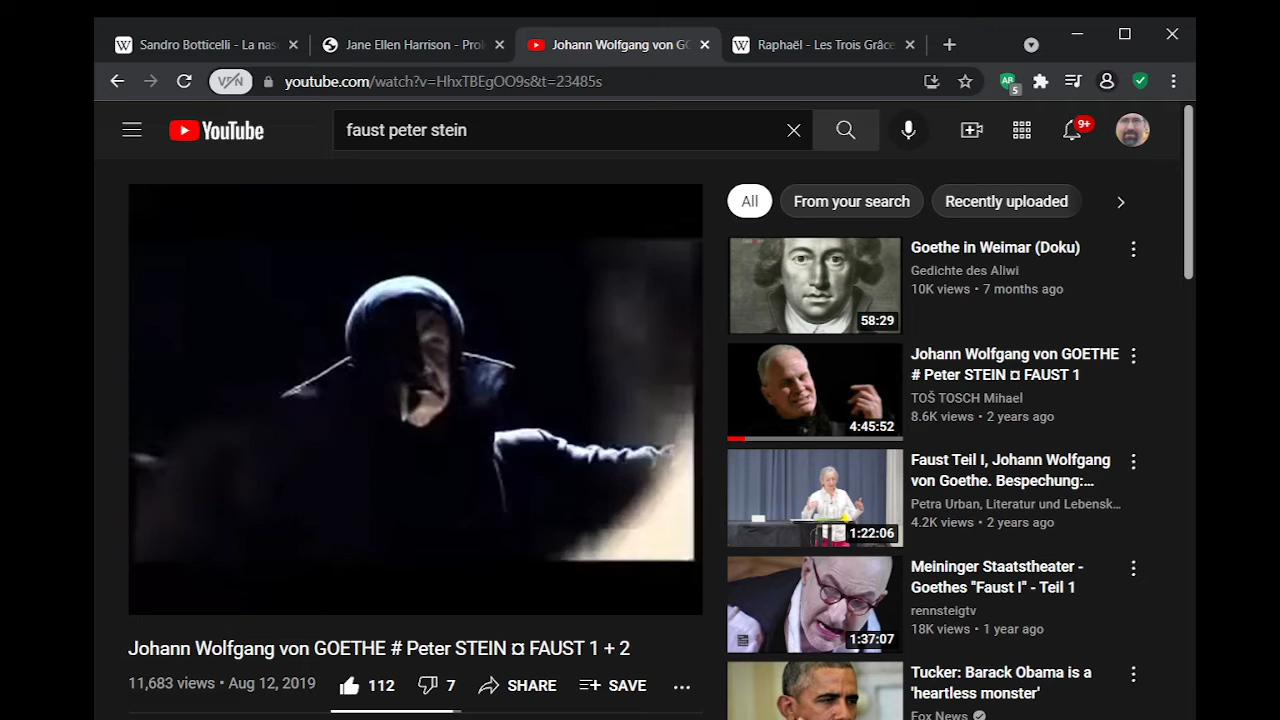 Sandro Botticelli - La nas
Jane Ellen Harrison - Prol
Johann Wolfgang von GO
Raphaël - Les Trois Grâce
VPN
youtube.com/watch?v=HhxTBEgOO9s&t=23485s
5
YouTube
faust peter stein
9+
All
From your search
Recently uploaded
58:29
Goethe in Weimar (Doku)
Gedichte des Aliwi
10K views • 7 months ago
4:45:52
Johann Wolfgang von GOETHE
# Peter STEIN ¤ FAUST 1
TOŠ TOSCH Mihael
8.6K views • 2 years ago
1:22:06
Faust Teil I, Johann Wolfgang
von Goethe. Bespechung:...
Petra Urban, Literatur und Lebensk...
4.2K views • 2 years ago
1:37:07
Meininger Staatstheater -
Goethes "Faust I" - Teil 1
rennsteigtv
18K views • 1 year ago
Tucker: Barack Obama is a
'heartless monster'
Fox News
Johann Wolfgang von GOETHE # Peter STEIN ¤ FAUST 1 + 2
11,683 views • Aug 12, 2019
112
7
SHARE
SAVE